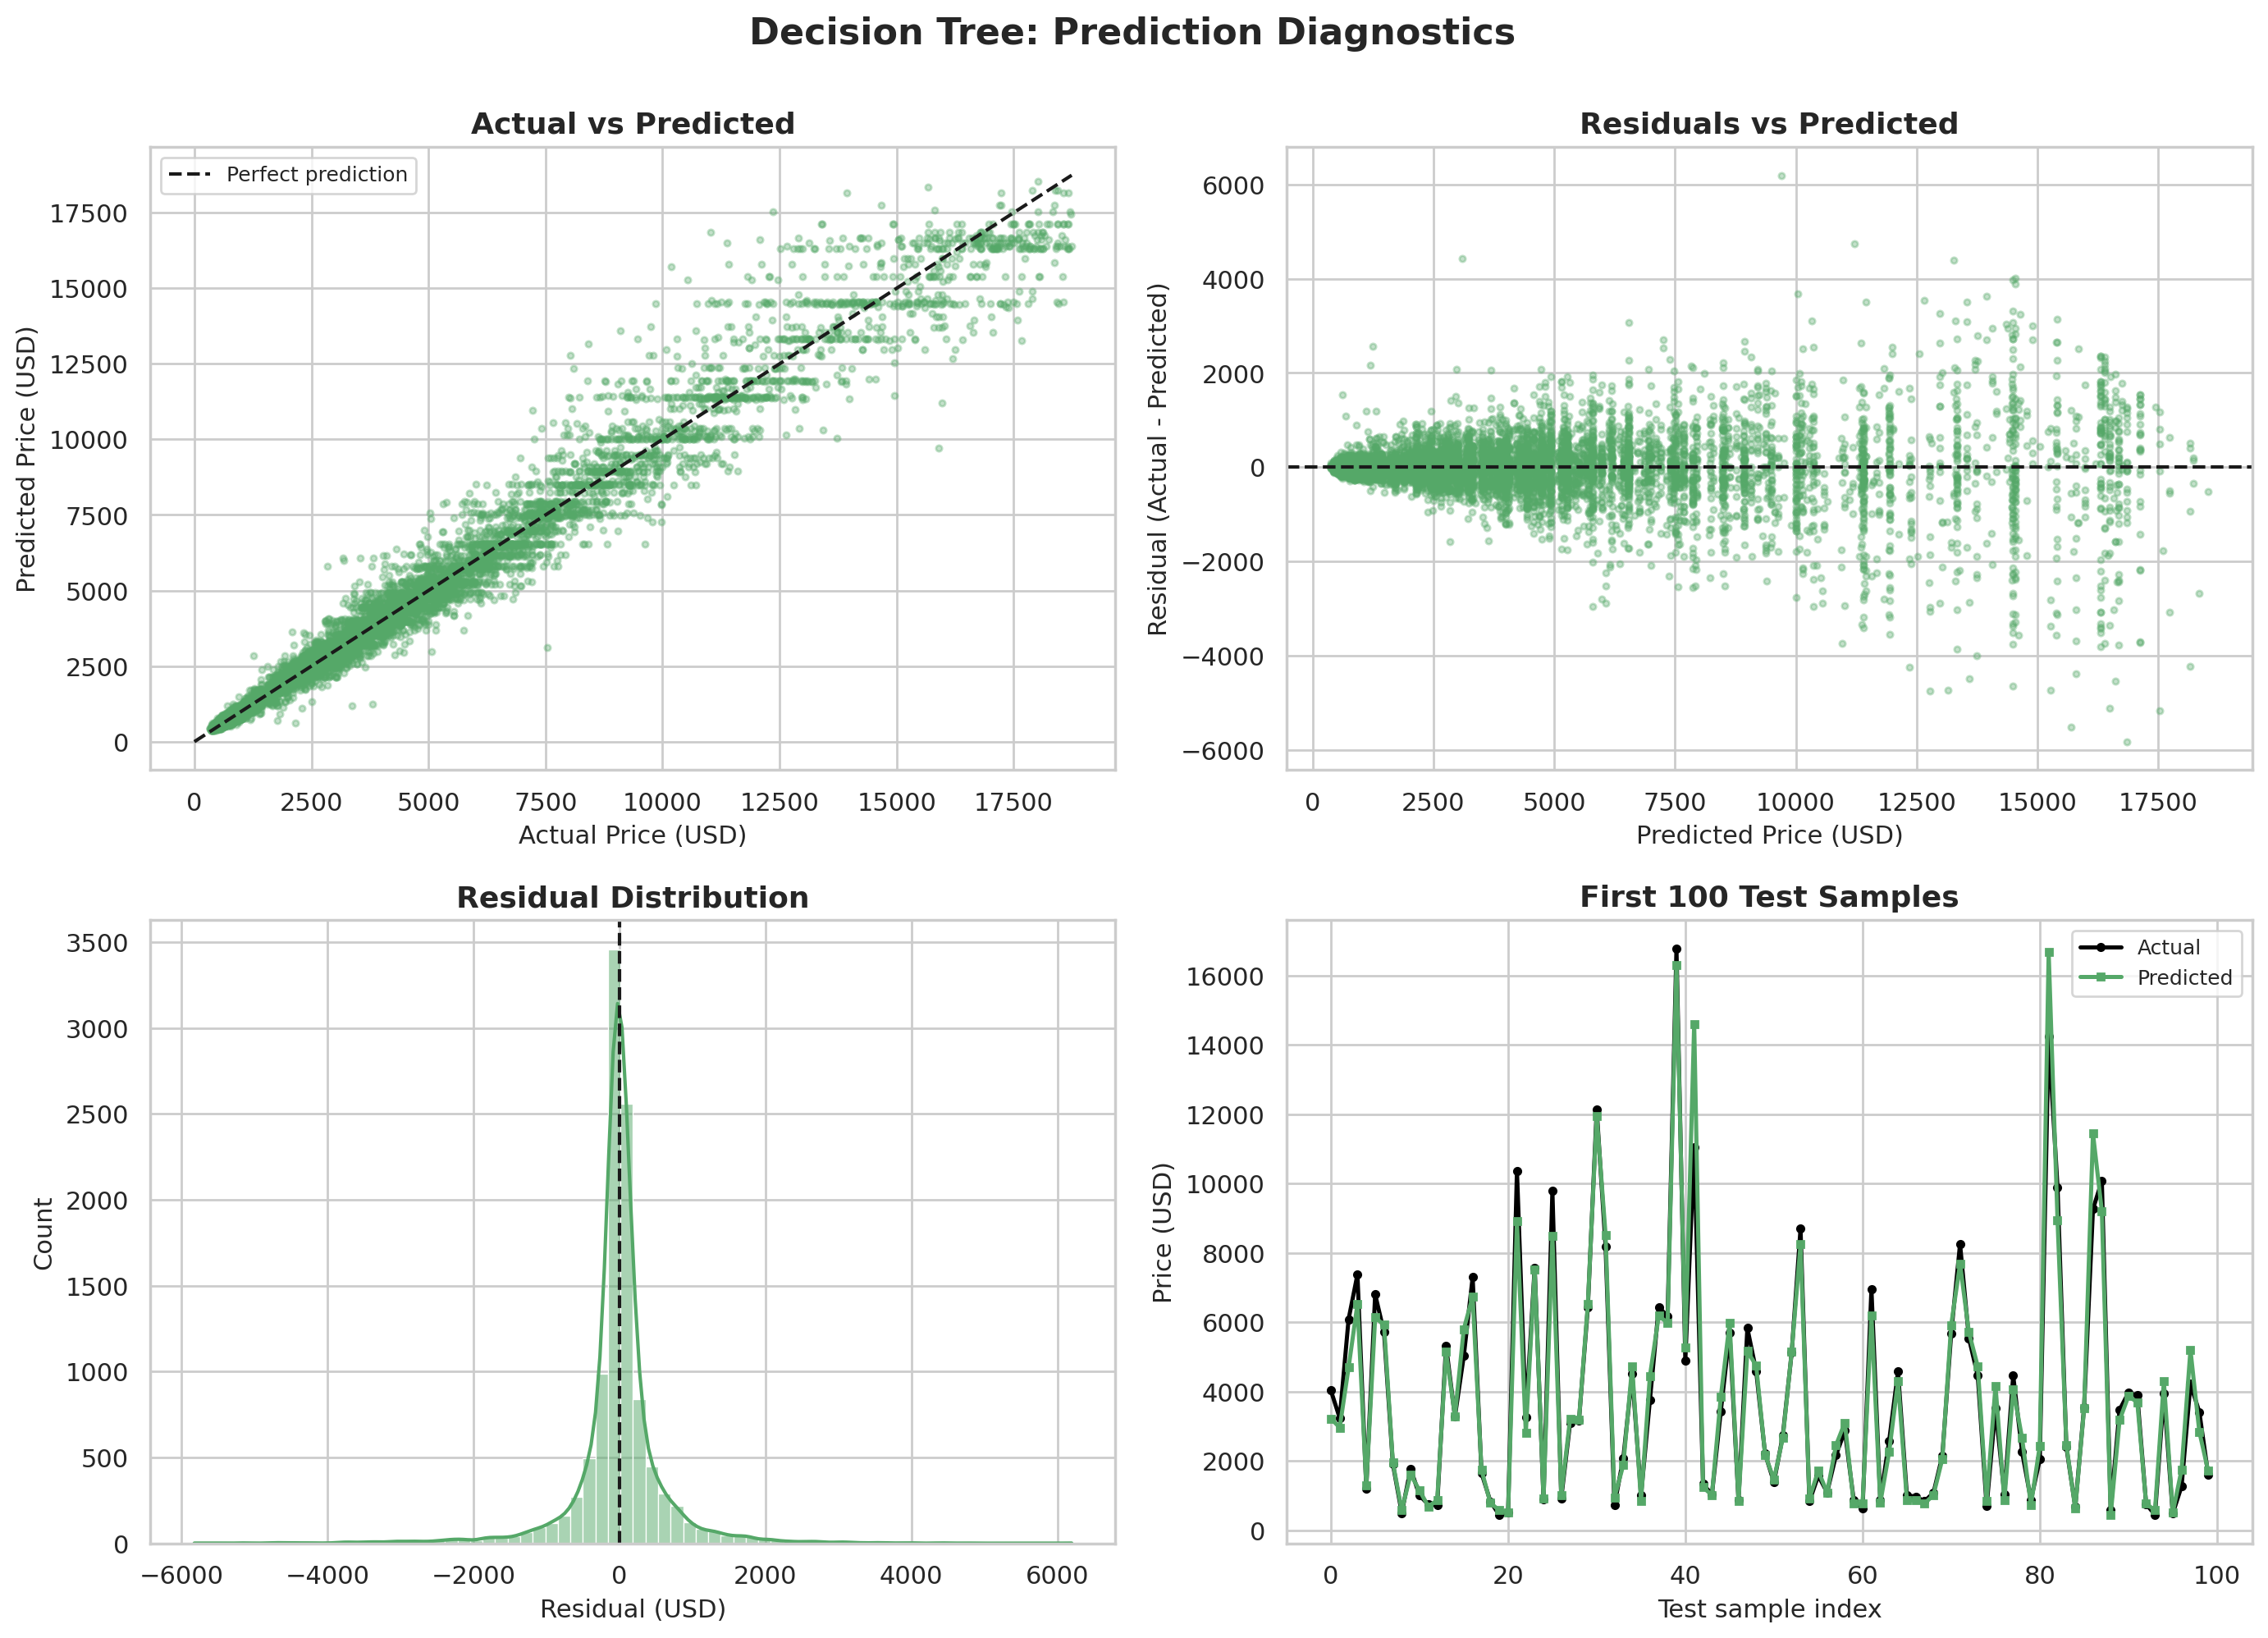 Decision Tree: Prediction Diagnostics
Actual vs Predicted
Perfect prediction
Predicted Price (USD)
17500
15000
12500
10000
7500
5000
2500
0
0 2500 5000 7500 10000 12500 15000 17500
Actual Price (USD)
Residuals vs Predicted
Residual (Actual - Predicted)
6000
4000
2000
0
−2000
−4000
−6000
0 2500 5000 7500 10000 12500 15000 17500
Predicted Price (USD)
Residual Distribution
Count
3500
3000
2500
2000
1500
1000
500
0
−6000 −4000 −2000 0 2000 4000 6000
Residual (USD)
First 100 Test Samples
Actual
Predicted
Price (USD)
16000
14000
12000
10000
8000
6000
4000
2000
0
0 20 40 60 80 100
Test sample index